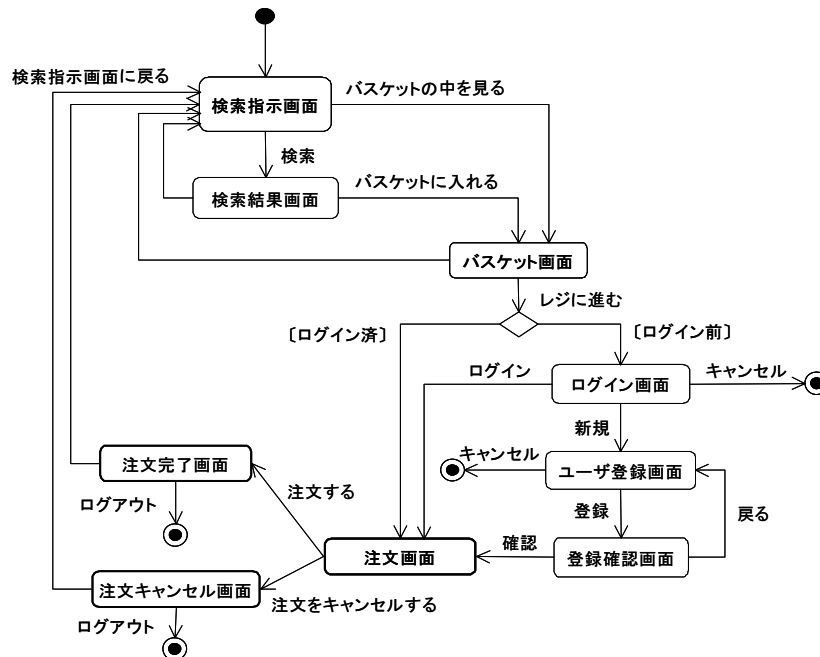 検索指示画面に戻る
検索指示画面
バスケットの中を見る
検索
検索結果画面
バスケットに入れる
バスケット画面
レジに進む
〔ログイン済〕
〔ログイン前〕
ログイン
ログイン画面
キャンセル
新規
キャンセル
ユーザ登録画面
注文完了画面
注文する
登録
戻る
ログアウト
確認
注文画面
登録確認画面
注文キャンセル画面
注文をキャンセルする
ログアウト